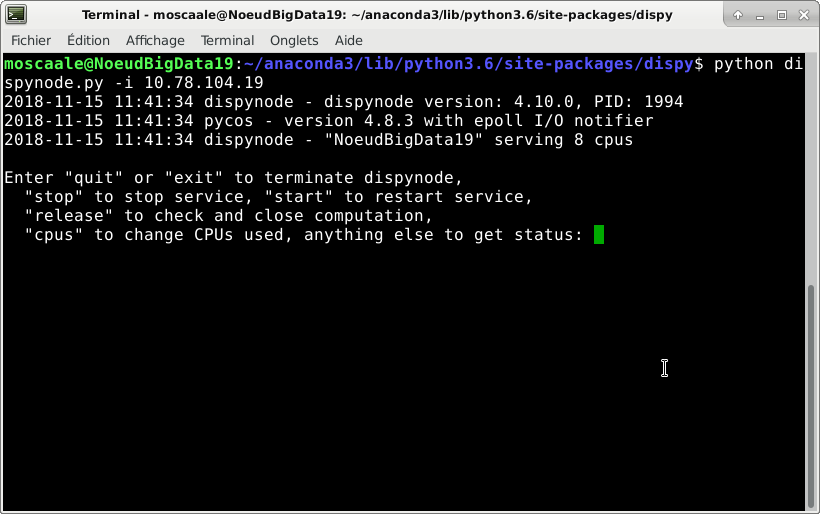 Terminal - moscaale@NoeudBigData19: ~/anaconda3/lib/python3.6/site-packages/dispy
Fichier Édition Affichage Terminal Onglets Aide
moscaale@NoeudBigData19:~/anaconda3/lib/python3.6/site-packages/dispy$ python di
spynode.py -i 10.78.104.19
2018-11-15 11:41:34 dispynode - dispynode version: 4.10.0, PID: 1994
2018-11-15 11:41:34 pycos - version 4.8.3 with epoll I/O notifier
2018-11-15 11:41:34 dispynode - "NoeudBigData19" serving 8 cpus

Enter "quit" or "exit" to terminate dispynode,
  "stop" to stop service, "start" to restart service,
  "release" to check and close computation,
  "cpus" to change CPUs used, anything else to get status: